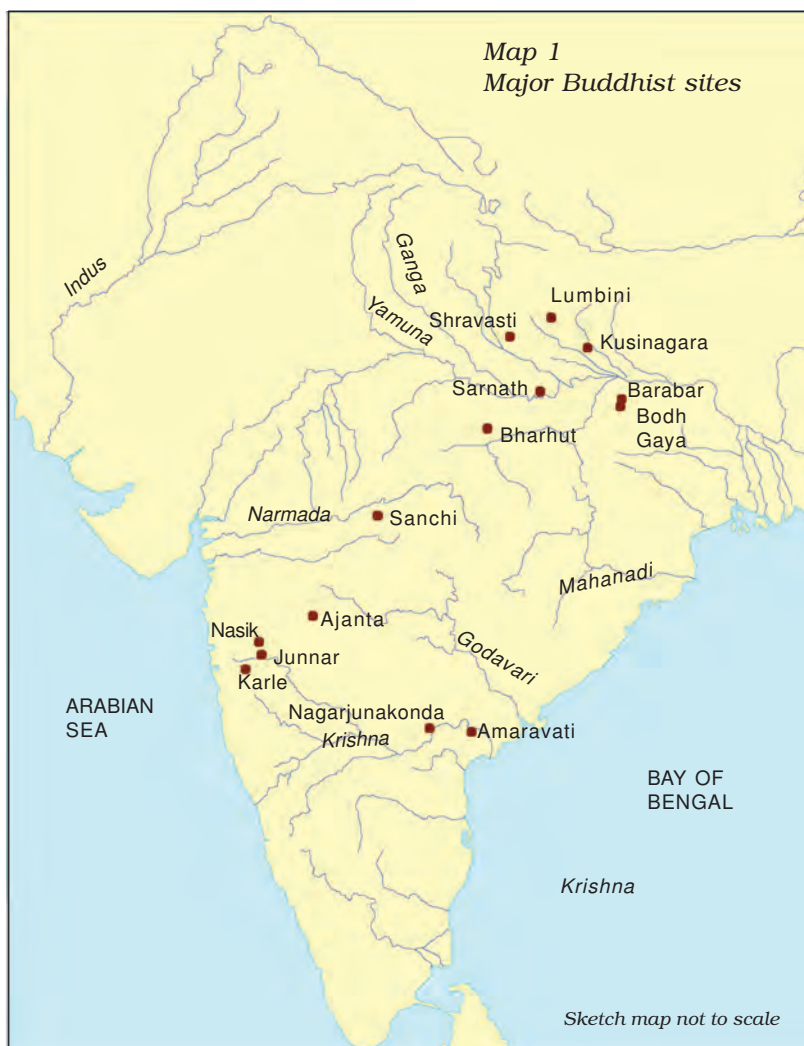 Map 1
Major Buddhist sites
Indus
Ganga
Yamuna
Lumbini
Shravasti
Kusinagara
Sarnath
Barabar
Bodh
Gaya
Bharhut
Narmada
Sanchi
Mahanadi
Ajanta
Nasik
Junnar
Karle
Godavari
Nagarjunakonda
Krishna
Amaravati
ARABIAN
SEA
BAY OF
BENGAL
Krishna
Sketch map not to scale